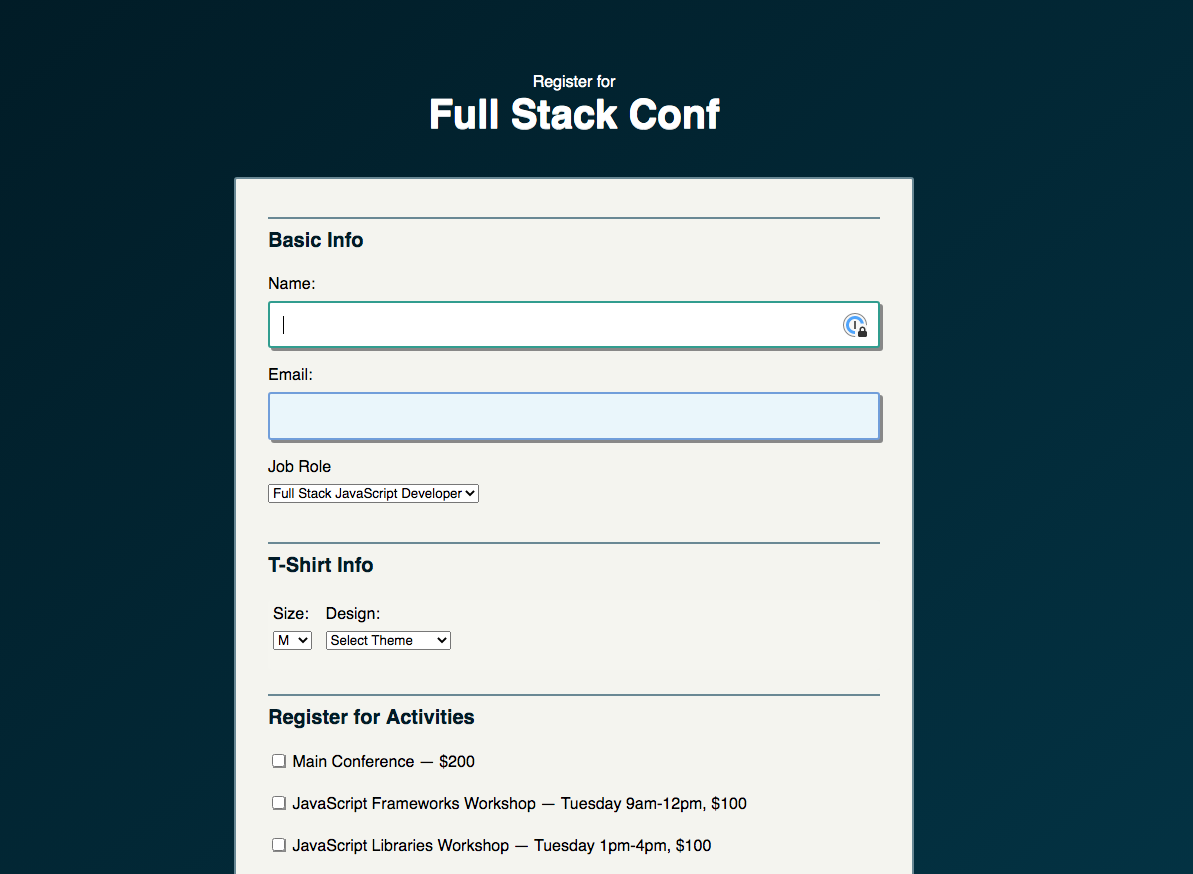 Register for
Full Stack Conf
Basic Info
Name:
Email:
Job Role
Full Stack JavaScript Developer
T-Shirt Info
Size: Design:
M Select Theme
Register for Activities
Main Conference — $200
JavaScript Frameworks Workshop — Tuesday 9am-12pm, $100
JavaScript Libraries Workshop — Tuesday 1pm-4pm, $100